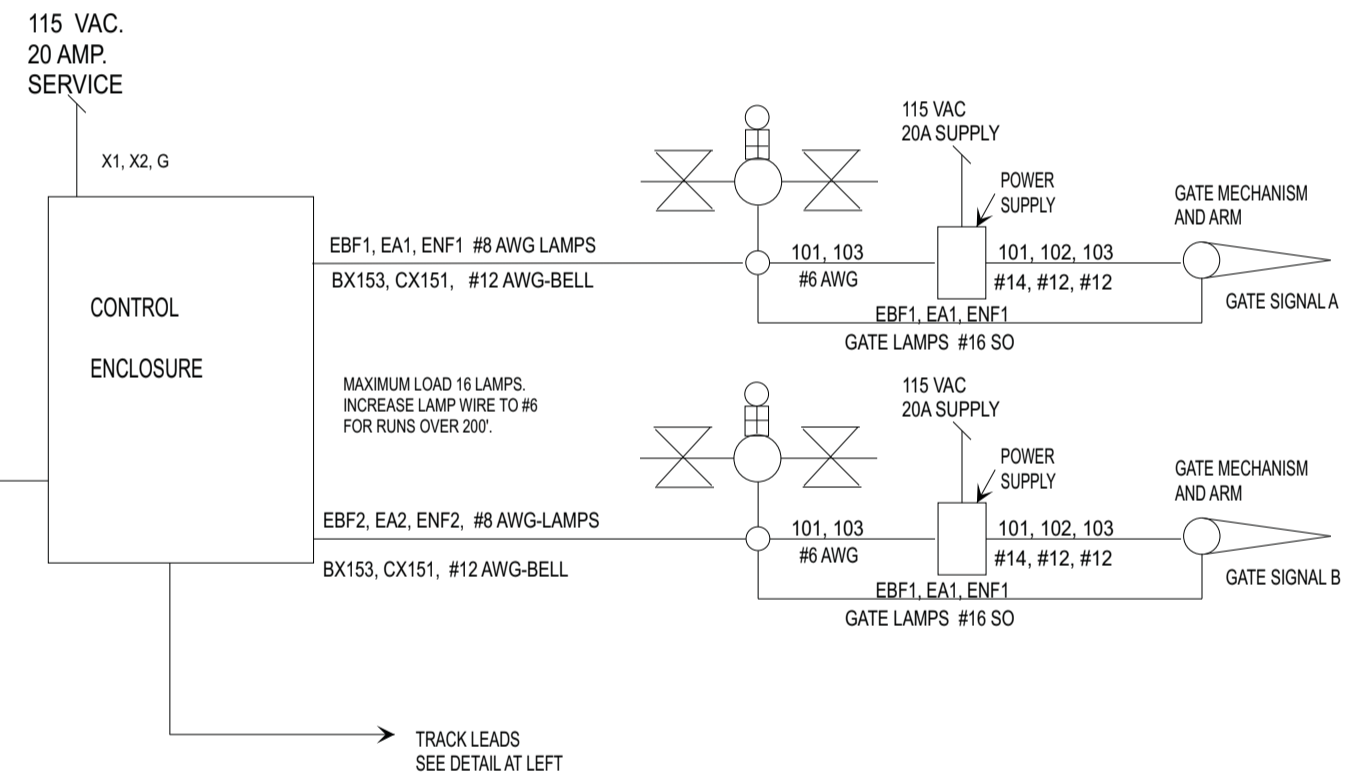 115 VAC.
20 AMP.
SERVICE
X1, X2, G
CONTROL
ENCLOSURE
EBF1, EA1, ENF1 #8 AWG LAMPS
BX153, CX151, #12 AWG-BELL
MAXIMUM LOAD 16 LAMPS.
INCREASE LAMP WIRE TO #6
FOR RUNS OVER 200'.
EBF2, EA2, ENF2, #8 AWG-LAMPS
BX153, CX151, #12 AWG-BELL
115 VAC
20A SUPPLY
POWER
SUPPLY
GATE MECHANISM
AND ARM
101, 103
#6 AWG
101, 102, 103
#14, #12, #12
GATE SIGNAL A
EBF1, EA1, ENF1
GATE LAMPS #16 SO
115 VAC
20A SUPPLY
POWER
SUPPLY
GATE MECHANISM
AND ARM
101, 103
#6 AWG
101, 102, 103
#14, #12, #12
GATE SIGNAL B
EBF1, EA1, ENF1
GATE LAMPS #16 SO
TRACK LEADS
SEE DETAIL AT LEFT